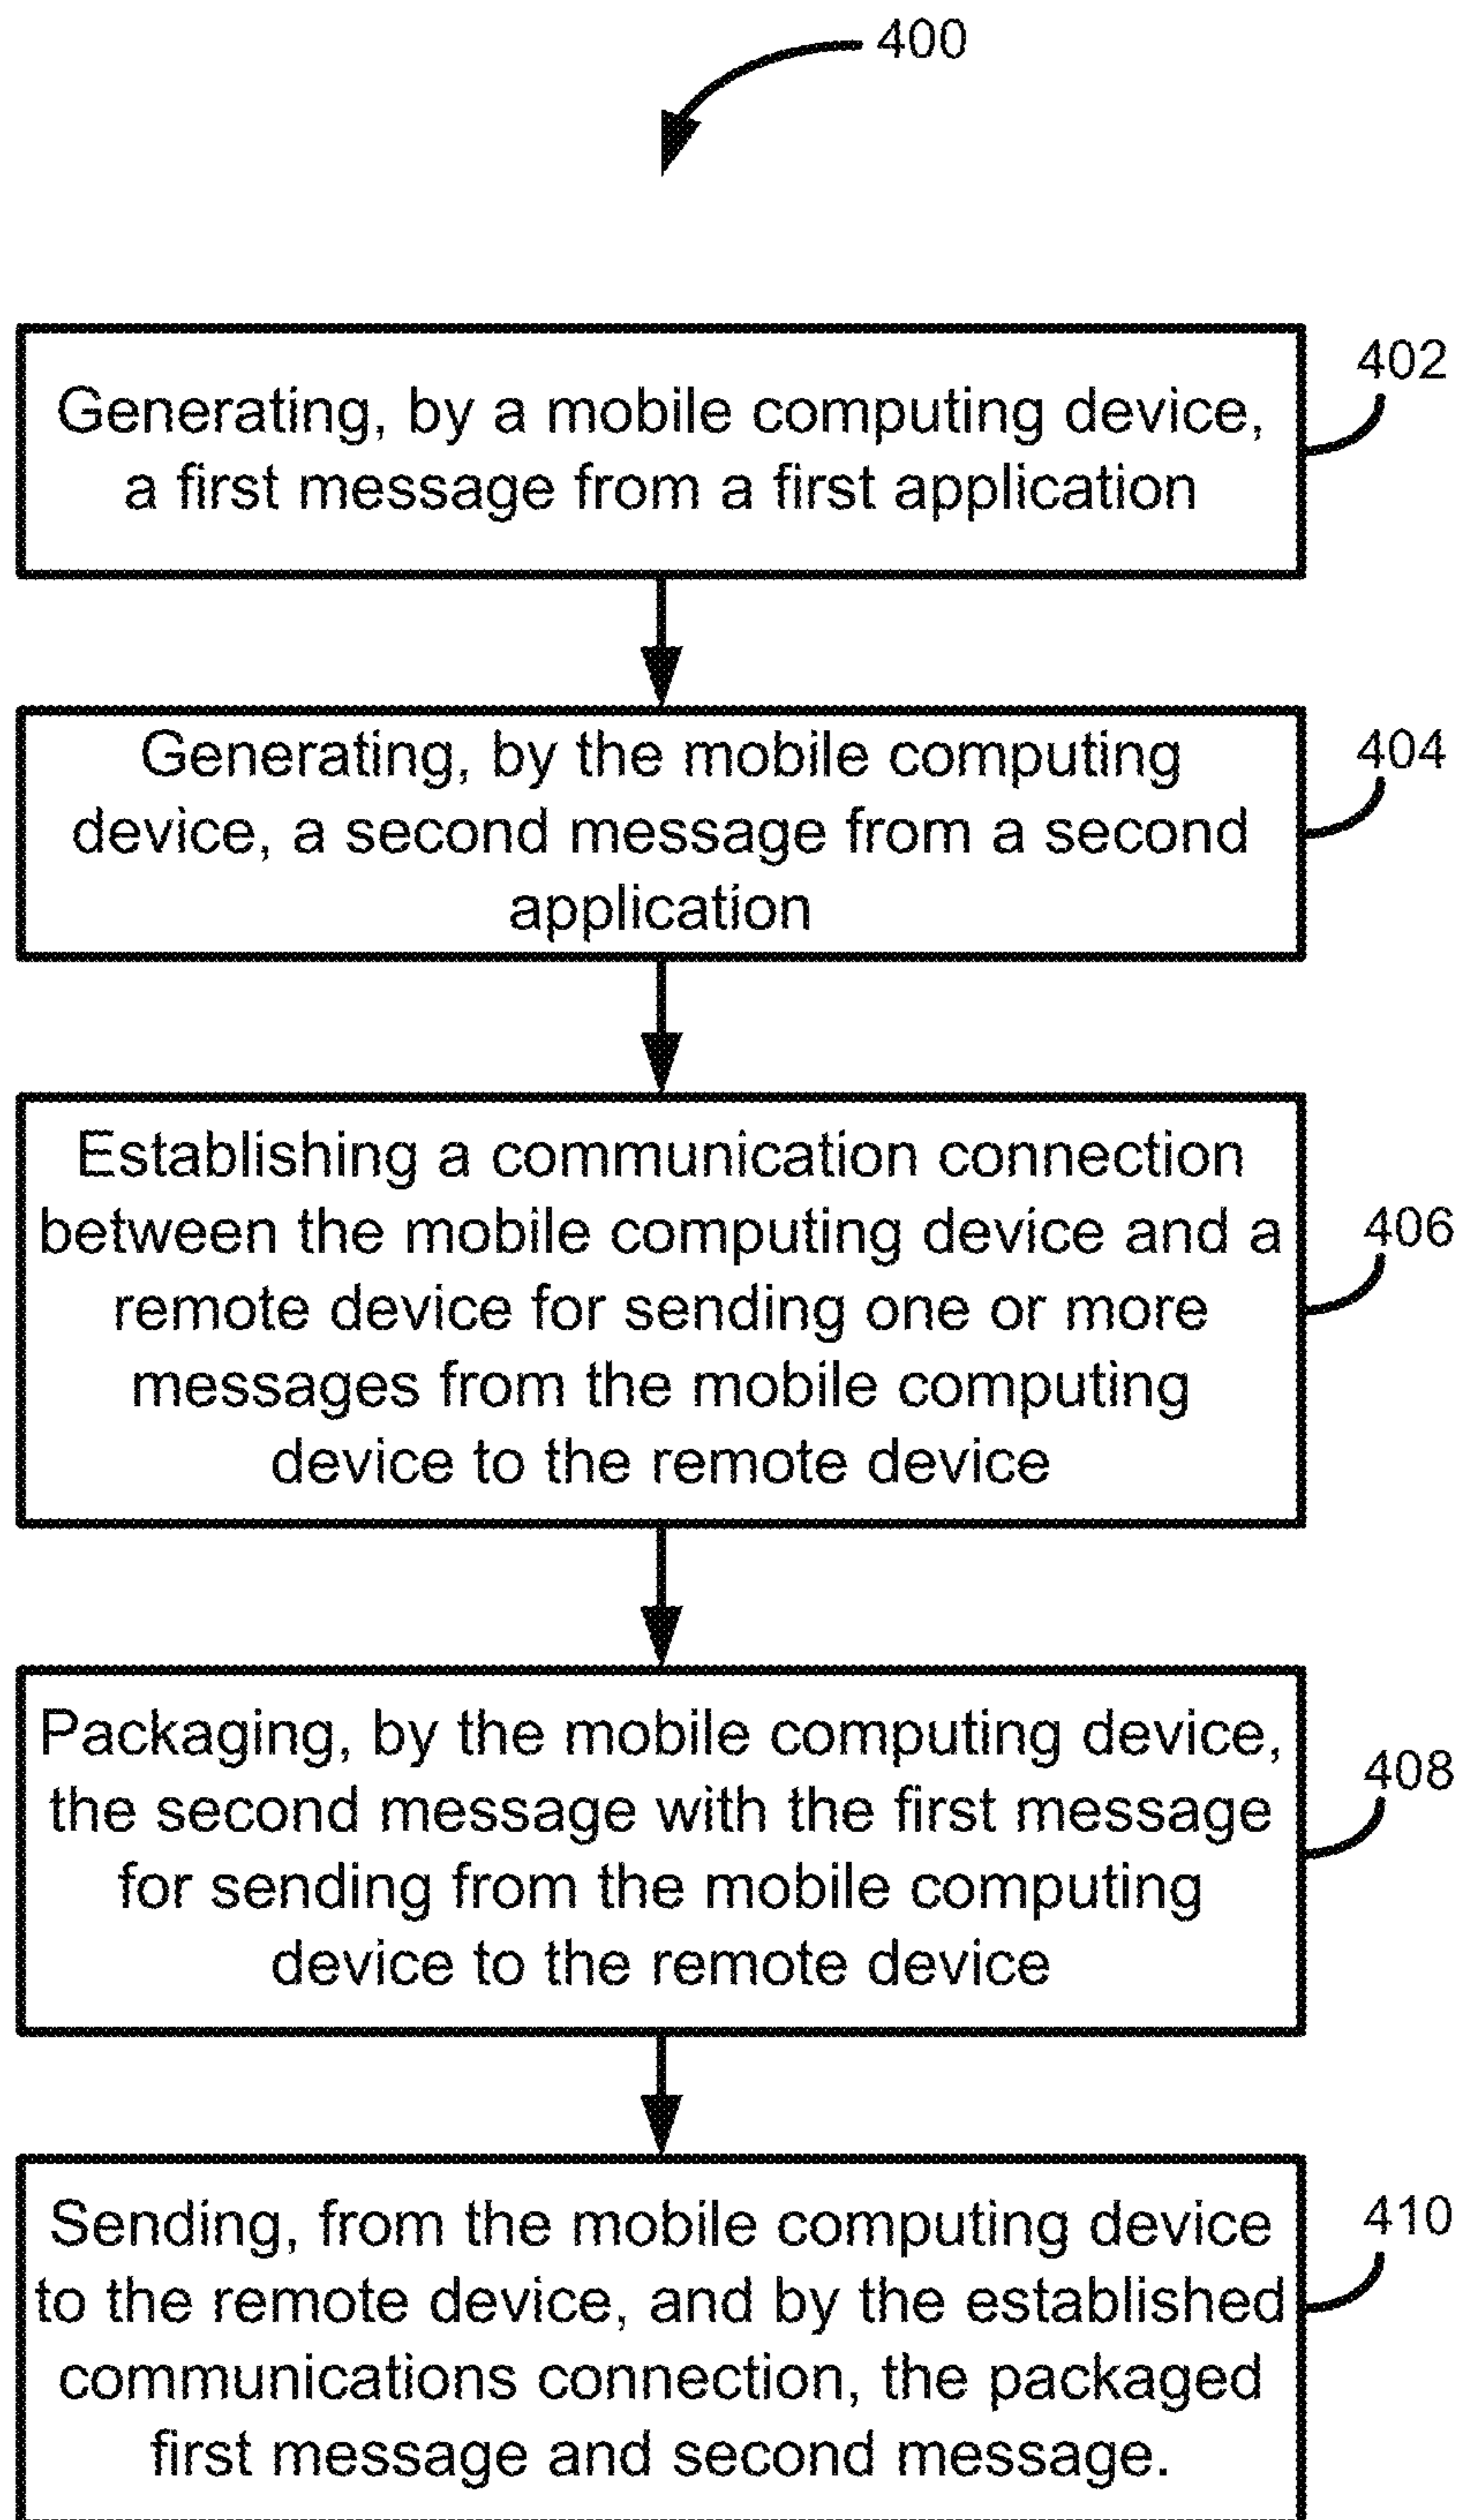 400
402
Generating, by a mobile computing device,
a first message from a first application
404
Generating, by the mobile computing
device, a second message from a second
application
Establishing a communication connection
between the mobile computing device and a
406
remote device for sending one or more
messages from the mobile computing
device to the remote device
Packaging, by the mobile computing device,
408
the second message with the first message
for sending from the mobile computing
device to the remote device
410
Sending, from the mobile computing device
to the remote device, and by the established
communications connection, the packaged
first message and second message.